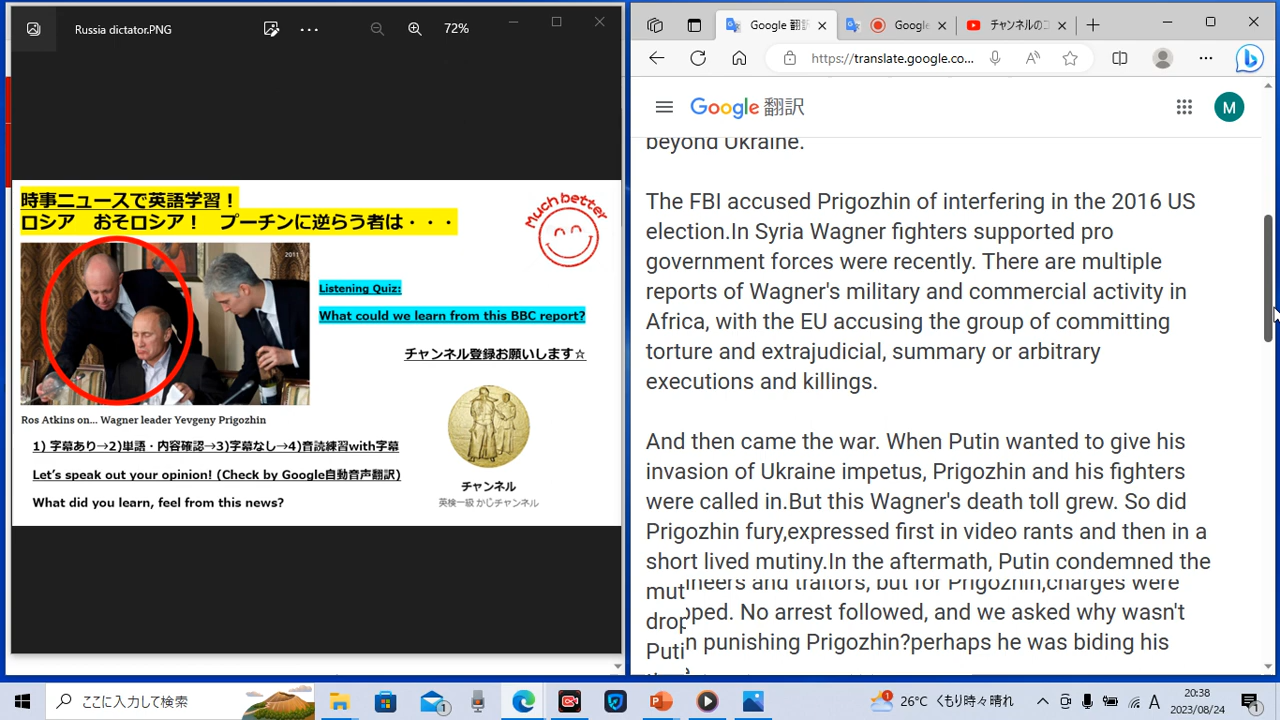 Russia dictator.PNG
72%
時事ニュースで英語学習！
ロシア　おそロシア！　プーチンに逆らう者は・・・
2011
Much better
Listening Quiz:
What could we learn from this BBC report?
チャンネル登録お願いします☆
Ros Atkins on... Wagner leader Yevgeny Prigozhin
1) 字幕あり→2)単語・内容確認→3)字幕なし→4)音読練習with字幕
Let's speak out your opinion! (Check by Google自動音声翻訳)
What did you learn, feel from this news?
チャンネル
英検一級 かじチャンネル
Google 翻訳
Google
チャンネルのコ
https://translate.google.co...
Google 翻訳
M
beyond Ukraine.
The FBI accused Prigozhin of interfering in the 2016 US
election.In Syria Wagner fighters supported pro
government forces were recently. There are multiple
reports of Wagner's military and commercial activity in
Africa, with the EU accusing the group of committing
torture and extrajudicial, summary or arbitrary
executions and killings.
And then came the war. When Putin wanted to give his
invasion of Ukraine impetus, Prigozhin and his fighters
were called in.But this Wagner's death toll grew. So did
Prigozhin fury,expressed first in video rants and then in a
short lived mutiny.In the aftermath, Putin condemned the
mutineers and traitors, but for Prigozhin,charges were
dropped. No arrest followed, and we asked why wasn't
Putin punishing Prigozhin?perhaps he was biding his
ここに入力して検索
1
1
26°C くもり時々晴れ
A
20:38
2023/08/24
1